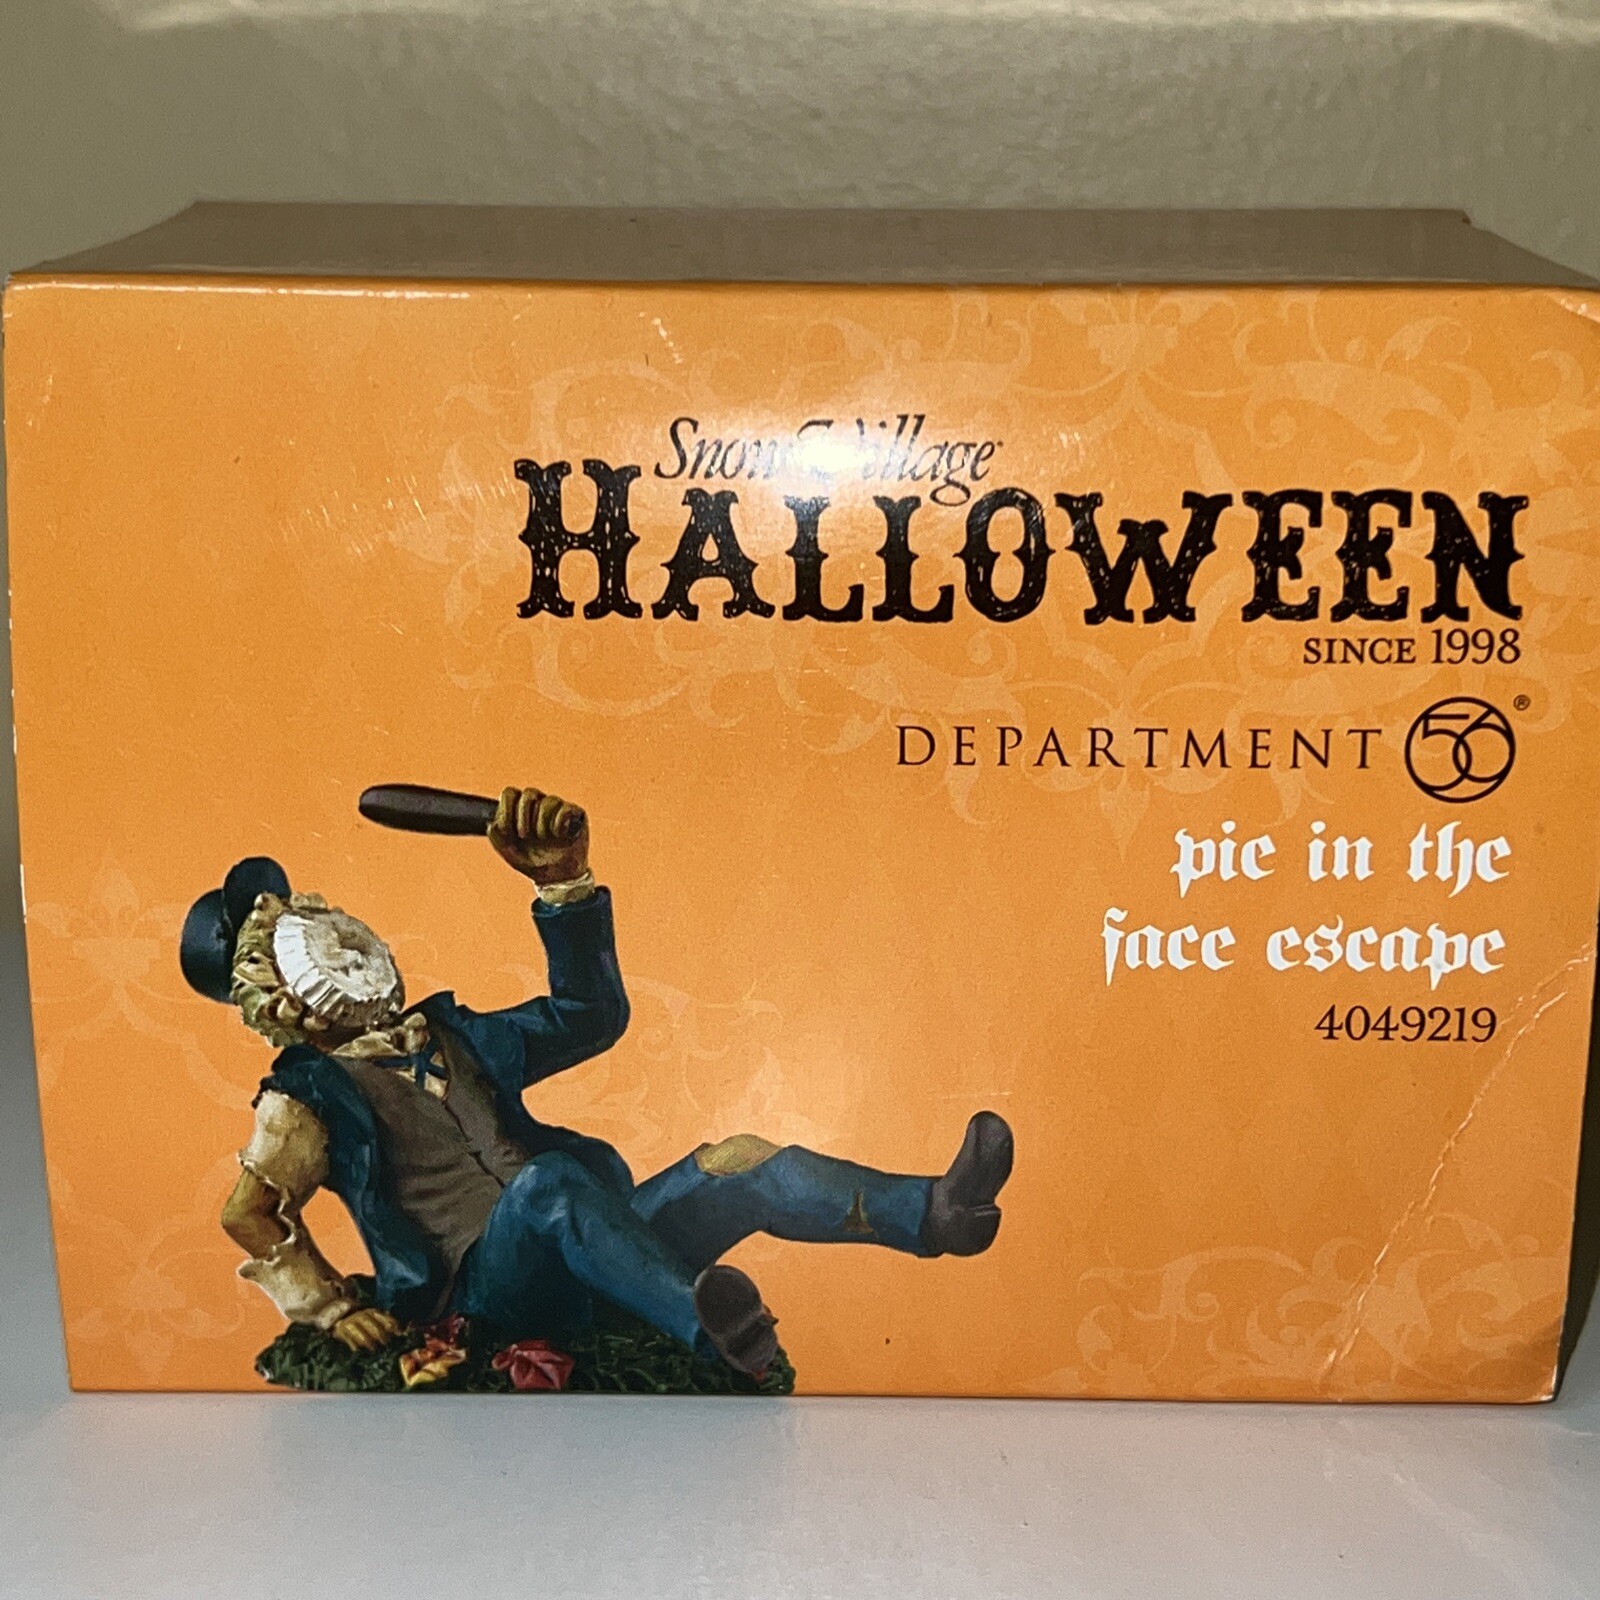 Snow Village
HALLOWEEN
SINCE 1998
DEPARTMENT 56®
pie in the
face escape
4049219